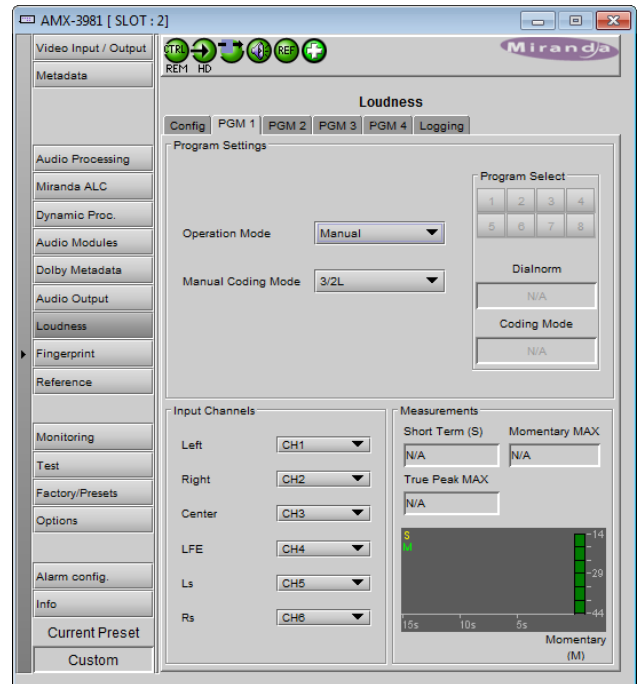 AMX-3981 [ SLOT : 2]
Video Input / Output
Metadata
Audio Processing
Miranda ALC
Dynamic Proc.
Audio Modules
Dolby Metadata
Audio Output
Loudness
Fingerprint
Reference
Monitoring
Test
Factory/Presets
Options
Alarm config.
Info
Current Preset
Custom
CTRL
REF
REM HD
Miranda
Loudness
Config PGM 1 PGM 2 PGM 3 PGM 4 Logging
Program Settings
Operation Mode Manual
Manual Coding Mode 3/2L
Program Select
1 2 3 4
5 6 7 8
Dialnorm
N/A
Coding Mode
N/A
Input Channels
Left CH1
Right CH2
Center CH3
LFE CH4
Ls CH5
Rs CH6
Measurements
Short Term (S) Momentary MAX
N/A N/A
True Peak MAX
N/A
S
M
-14
-29
-44
15s 10s 5s
Momentary
(M)